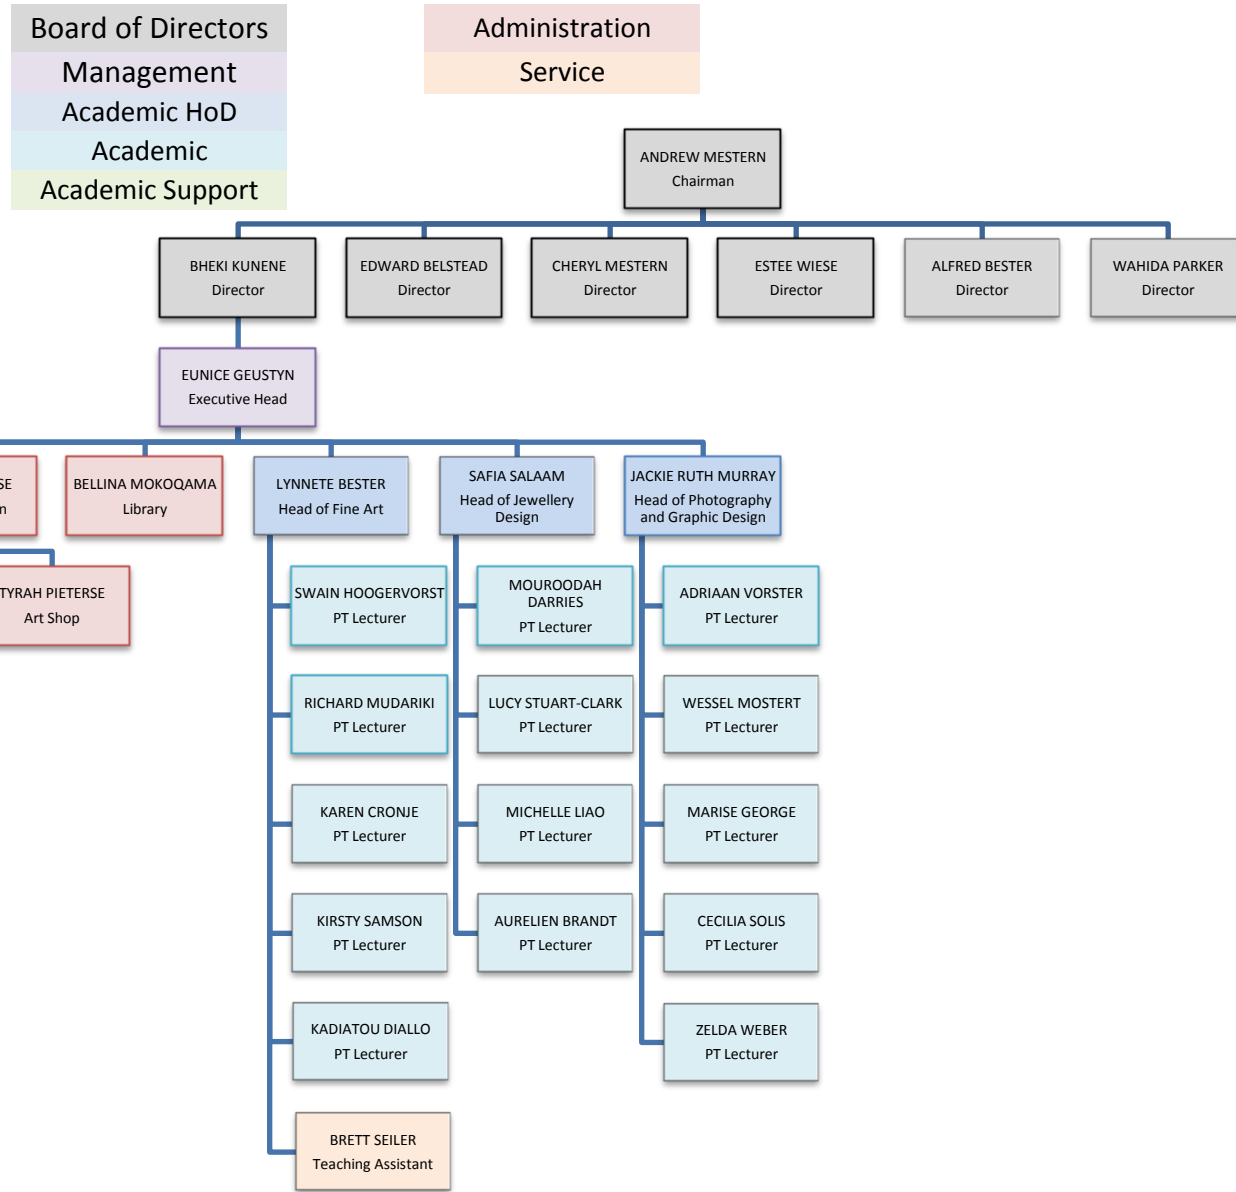 Board of Directors
Management
Academic HoD
Academic
Academic Support
Administration
Service
ANDREW MESTERN
Chairman
BHEKI KUNENE
Director
EDWARD BELSTEAD
Director
CHERYL MESTERN
Director
ESTEE WIESE
Director
ALFRED BESTER
Director
WAHIDA PARKER
Director
EUNICE GEUSTYN
Executive Head
SE
n
BELLINA MOKOQAMA
Library
LYNNETE BESTER
Head of Fine Art
SAFIA SALAAM
Head of Jewellery
Design
JACKIE RUTH MURRAY
Head of Photography
and Graphic Design
TYRAH PIETERSE
Art Shop
SWAIN HOOGERVORST
PT Lecturer
MOUROODAH
DARRIES
PT Lecturer
ADRIAAN VORSTER
PT Lecturer
RICHARD MUDARIKI
PT Lecturer
LUCY STUART-CLARK
PT Lecturer
WESSEL MOSTERT
PT Lecturer
KAREN CRONJE
PT Lecturer
MICHELLE LIAO
PT Lecturer
MARISE GEORGE
PT Lecturer
KIRSTY SAMSON
PT Lecturer
AURELIEN BRANDT
PT Lecturer
CECILIA SOLIS
PT Lecturer
KADIATOU DIALLO
PT Lecturer
ZELDA WEBER
PT Lecturer
BRETT SEILER
Teaching Assistant